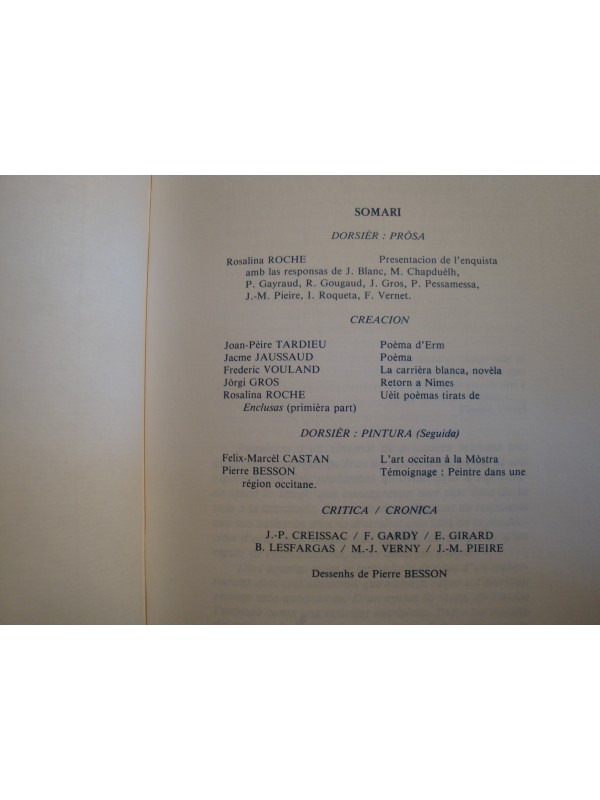 SOMARI
DORSIÈR : PRÒSA
Rosalina ROCHE Presentacion de l'enquista
amb las responsas de J. Blanc, M. Chapduèlh,
P. Gayraud, R. Gougaud, J. Gros, P. Pessamessa,
J.-M. Pieire, I. Roqueta, F. Vernet.
CREACION
Joan-Pèire TARDIEU Poèma d'Erm
Jacme JAUSSAUD Poèma
Frederic VOULAND La carrièra blanca, novèla
Jòrgi GROS Retorn a Nimes
Rosalina ROCHE Uèit poèmas tirats de
Enclusas (primièra part)
DORSIÈR : PINTURA (Seguida)
Felix-Marcèl CASTAN L'art occitan à la Mòstra
Pierre BESSON Témoignage : Peintre dans une
région occitane.
CRITICA / CRONICA
J.-P. CREISSAC / F. GARDY / E. GIRARD
B. LESFARGAS / M.-J. VERNY / J.-M. PIEIRE
Dessenhs de Pierre BESSON